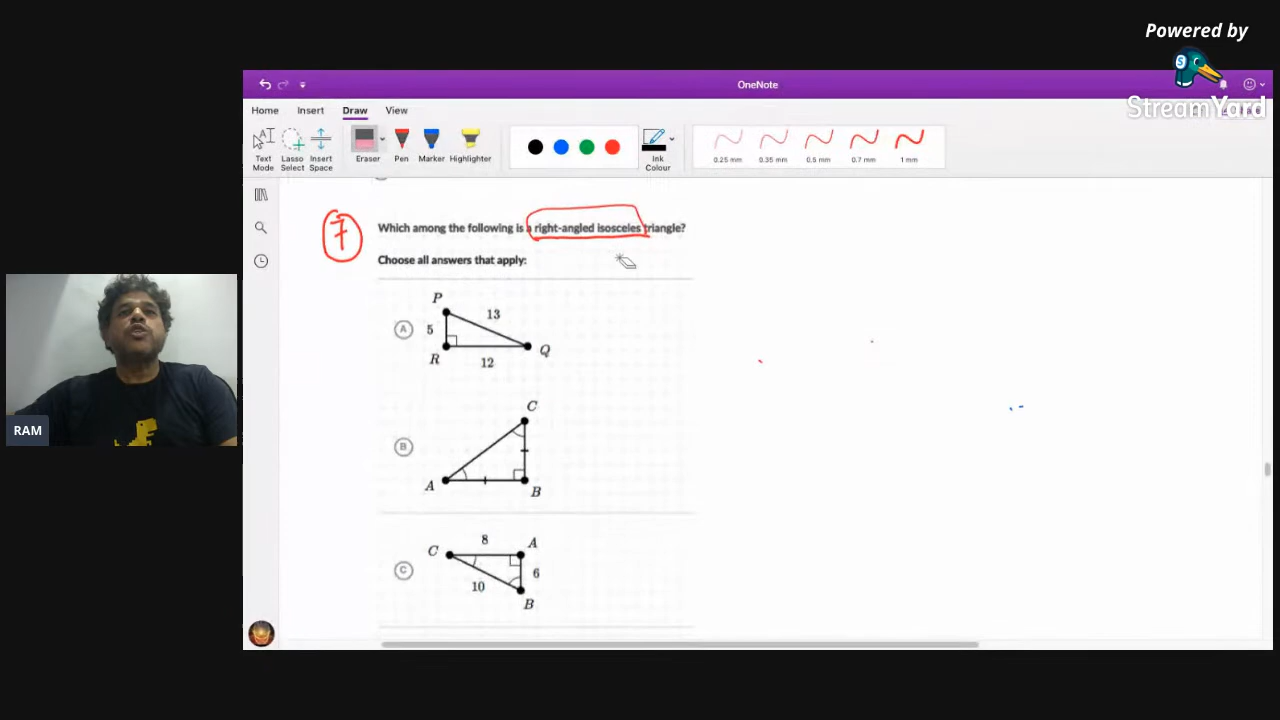 Powered by
StreamYard
OneNote
Home Insert Draw View
Text Mode
Lasso Select
Insert Space
Eraser
Pen
Marker
Highlighter
Ink Colour
0.25 mm
0.35 mm
0.5 mm
0.7 mm
1 mm
7
Which among the following is a right-angled isosceles triangle?
Choose all answers that apply:
A
P
13
5
R
12
Q
B
C
A
B
C
C
8
A
10
6
B
RAM